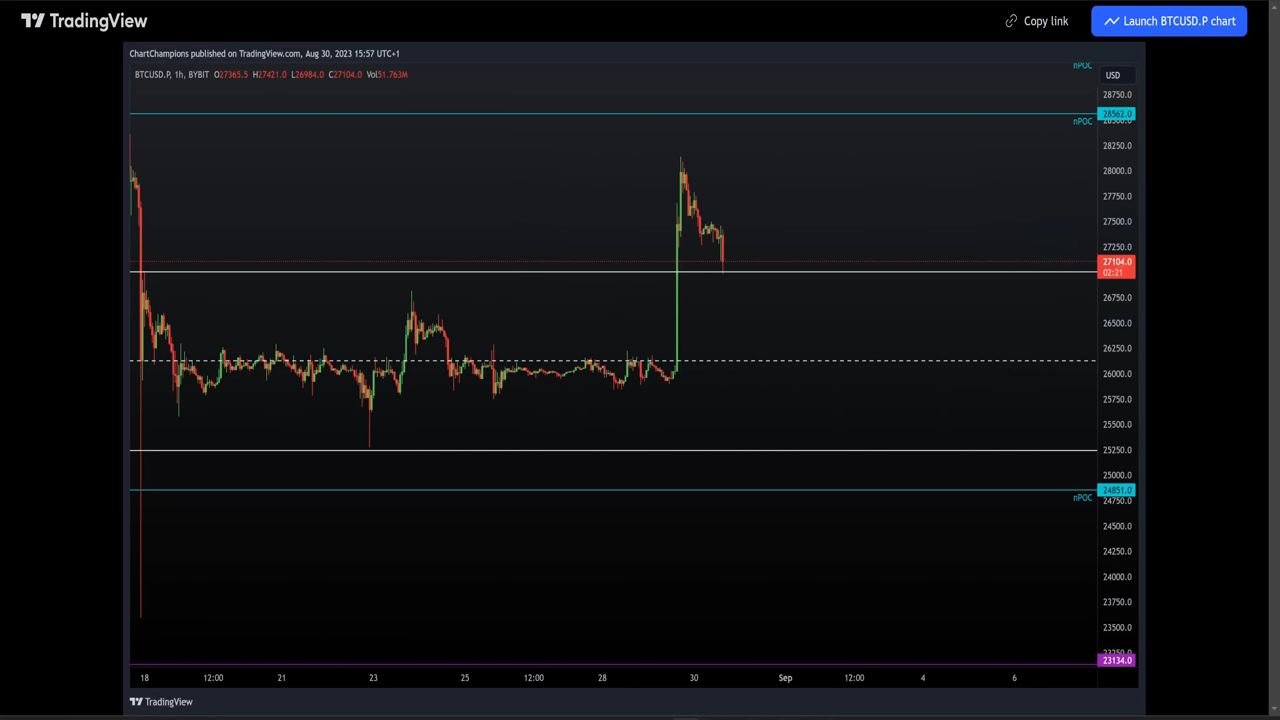 TradingView
Copy link
Launch BTCUSD.P chart
ChartChampions published on TradingView.com, Aug 30, 2023 15:57 UTC+1
BTCUSD.P, 1h, BYBIT O27365.5 H27421.0 L26984.0 C27104.0 Vol51.763M
nPOC
USD
28750.0
28562.0
28500.0
nPOC
28250.0
28000.0
27750.0
27500.0
27250.0
27104.0
02:21
26750.0
26500.0
26250.0
26000.0
25750.0
25500.0
25250.0
25000.0
24851.0
nPOC
24750.0
24500.0
24250.0
24000.0
23750.0
23500.0
23250.0
23134.0
18 12:00 21 23 25 12:00 28 30 Sep 12:00 4 6
TradingView